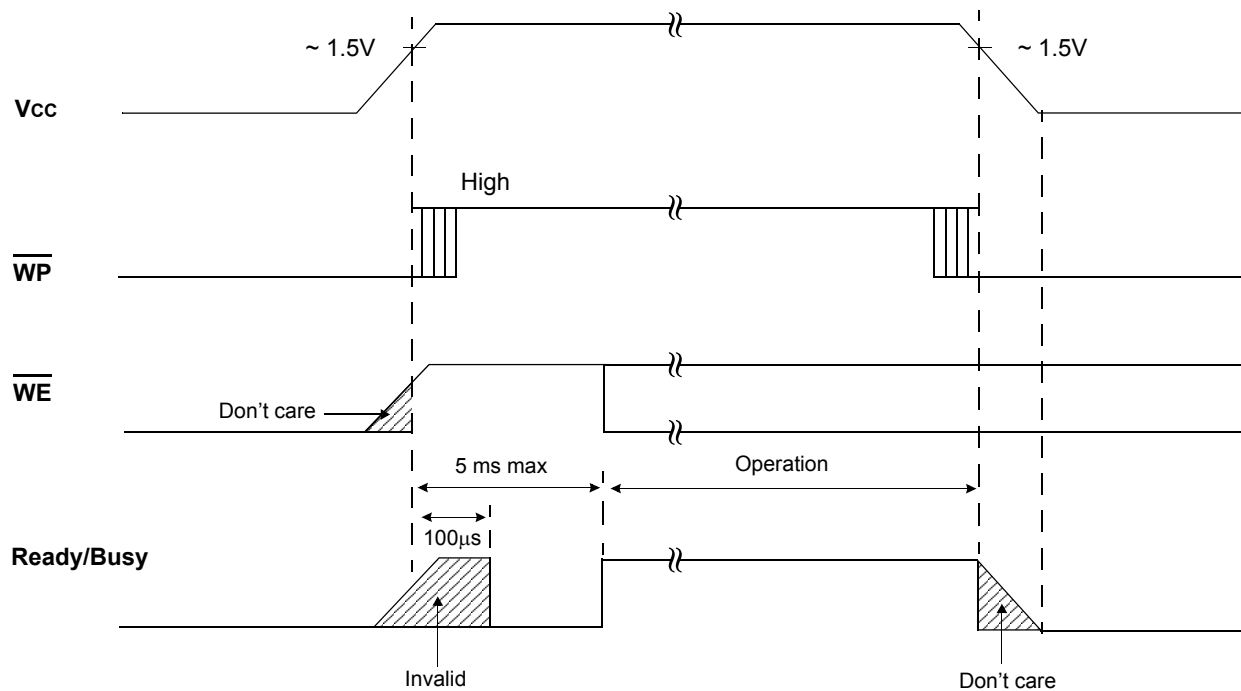 ~ 1.5V
~ 1.5V
Vcc
High
WP
WE
Don't care
5 ms max
Operation
100μs
Ready/Busy
Invalid
Don't care